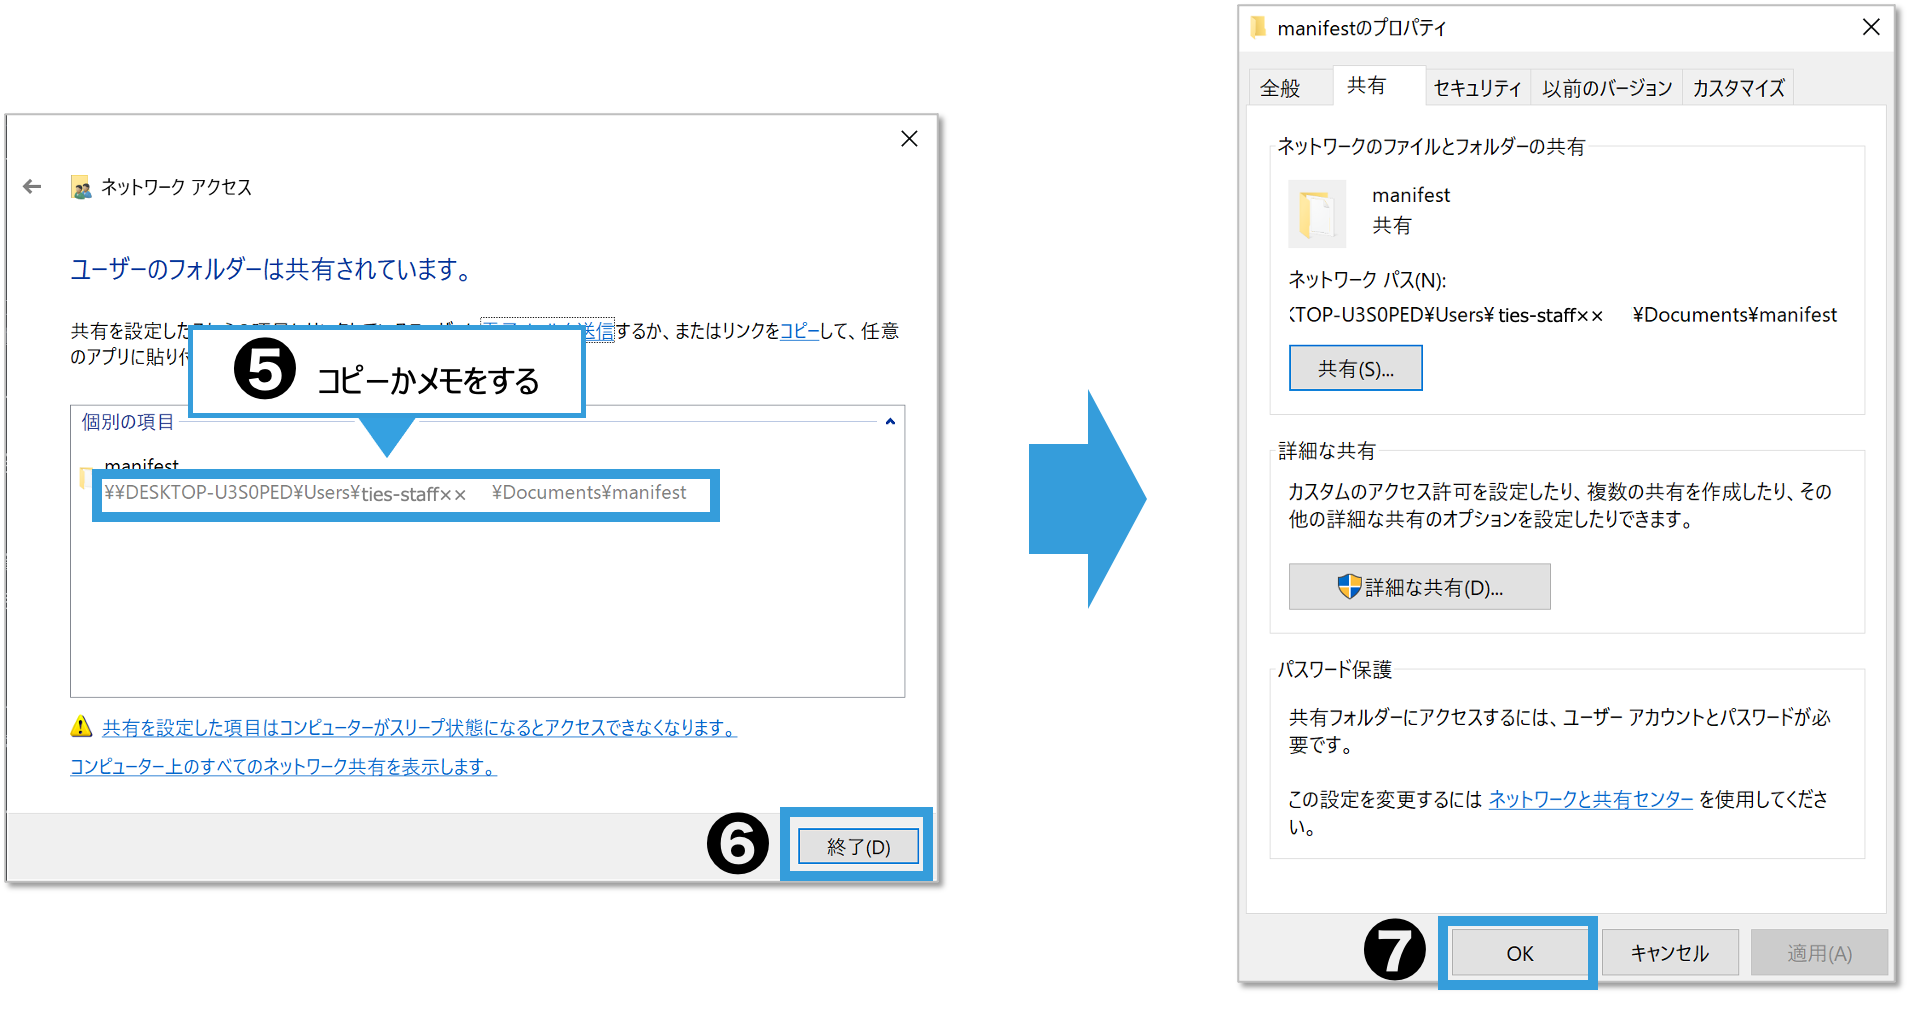 ネットワーク アクセス
ユーザーのフォルダーは共有されています。
共有を設定した
送信するか、またはリンクをコピーして、任意
のアプリに貼り付
❺ コピーかメモをする
個別の項目
manifest
¥¥DESKTOP-U3S0PED¥Users¥ties-staff×× ¥Documents¥manifest
共有を設定した項目はコンピューターがスリープ状態になるとアクセスできなくなります。
コンピューター上のすべてのネットワーク共有を表示します。
❻ 終了(D)
manifestのプロパティ
全般 共有 セキュリティ 以前のバージョン カスタマイズ
ネットワークのファイルとフォルダーの共有
manifest
共有
ネットワーク パス(N):
KTOP-U3S0PED¥Users¥ties-staff×× ¥Documents¥manifest
共有(S)...
詳細な共有
カスタムのアクセス許可を設定したり、複数の共有を作成したり、その
他の詳細な共有のオプションを設定したりできます。
詳細な共有(D)...
パスワード保護
共有フォルダーにアクセスするには、ユーザー アカウントとパスワードが必
要です。
この設定を変更するには ネットワークと共有センター を使用してくださ
い。
❼ OK キャンセル 適用(A)